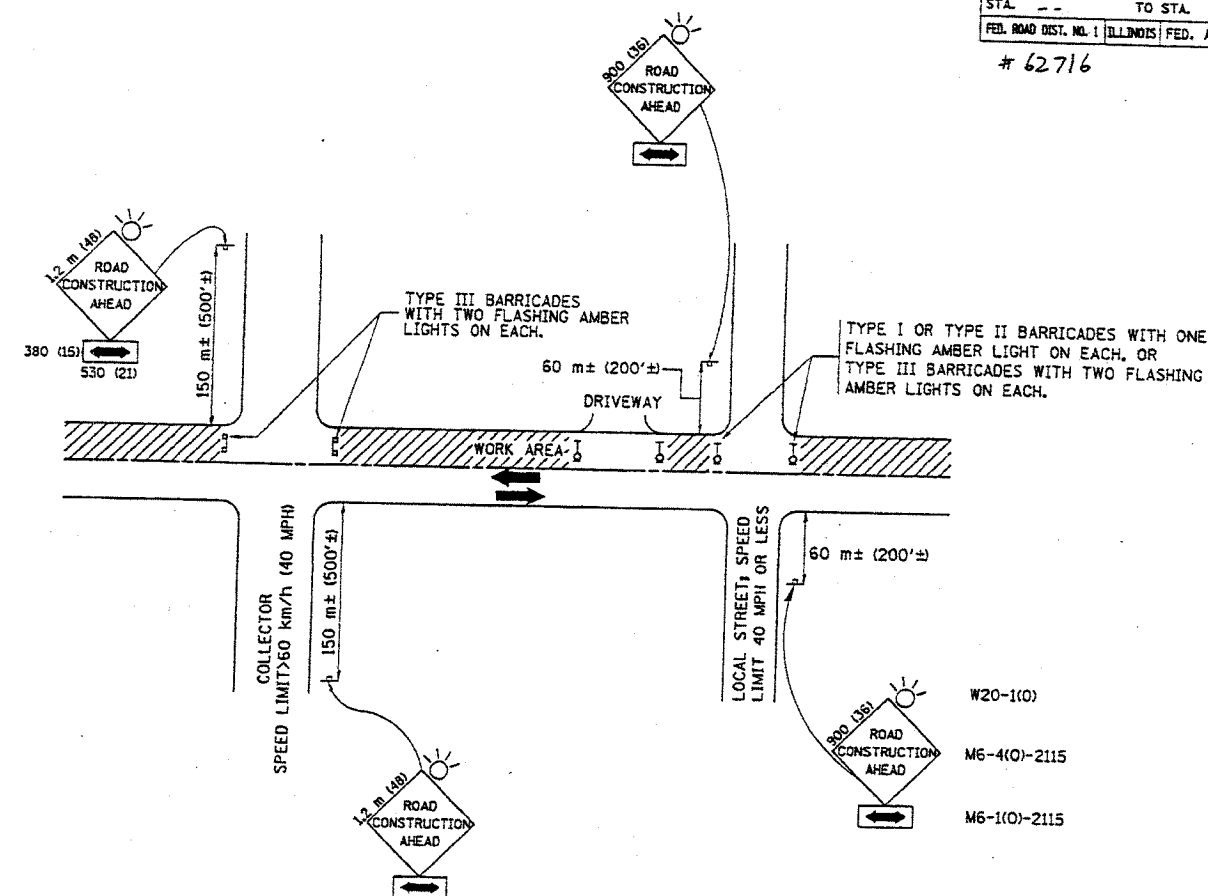 STA. -- TO STA.
FED. ROAD DIST. NO. 1 ILLINOIS FED. A
# 62716
900 (36)
ROAD
CONSTRUCTION
AHEAD
1.2 m (48)
ROAD
CONSTRUCTION
AHEAD
380 (15)
530 (21)
150 m± (500'±)
TYPE III BARRICADES
WITH TWO FLASHING AMBER
LIGHTS ON EACH.
60 m± (200'±)
DRIVEWAY
TYPE I OR TYPE II BARRICADES WITH ONE
FLASHING AMBER LIGHT ON EACH. OR
TYPE III BARRICADES WITH TWO FLASHING
AMBER LIGHTS ON EACH.
WORK AREA
COLLECTOR
SPEED LIMIT>60 km/h (40 MPH)
150 m± (500'±)
LOCAL STREET; SPEED
LIMIT 40 MPH OR LESS
60 m± (200'±)
900 (36)
ROAD
CONSTRUCTION
AHEAD
W20-1(O)
M6-4(O)-2115
M6-1(O)-2115
1.2 m (48)
ROAD
CONSTRUCTION
AHEAD